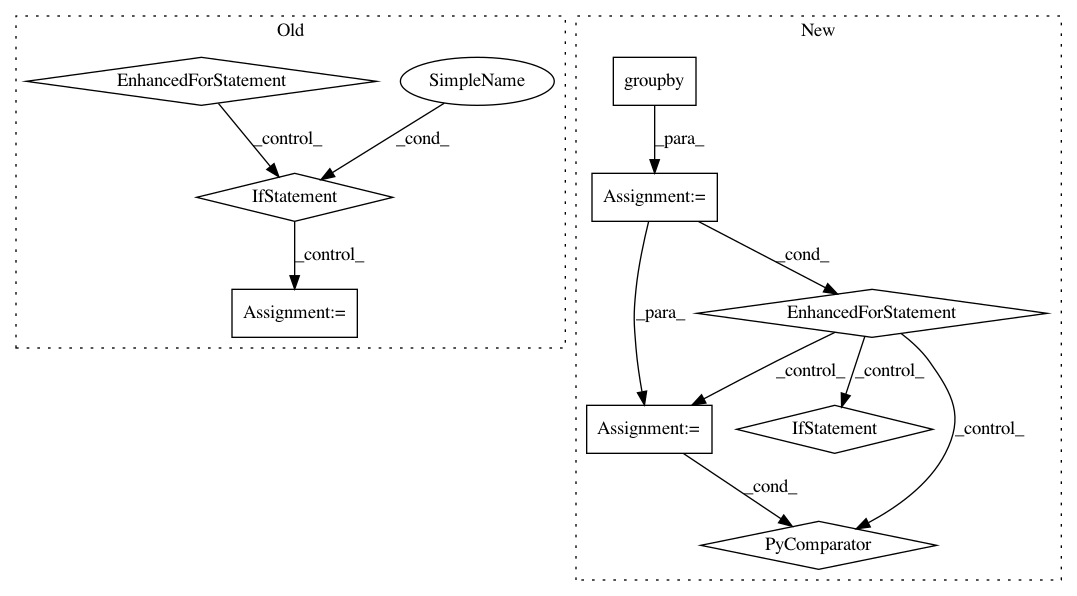 Old
EnhancedForStatement
SimpleName
_control_
_cond_
IfStatement
_control_
Assignment:=
New
groupby
_para_
Assignment:=
_cond_
_para_
EnhancedForStatement
_control_
_control_
_control_
Assignment:=
IfStatement
_cond_
PyComparator